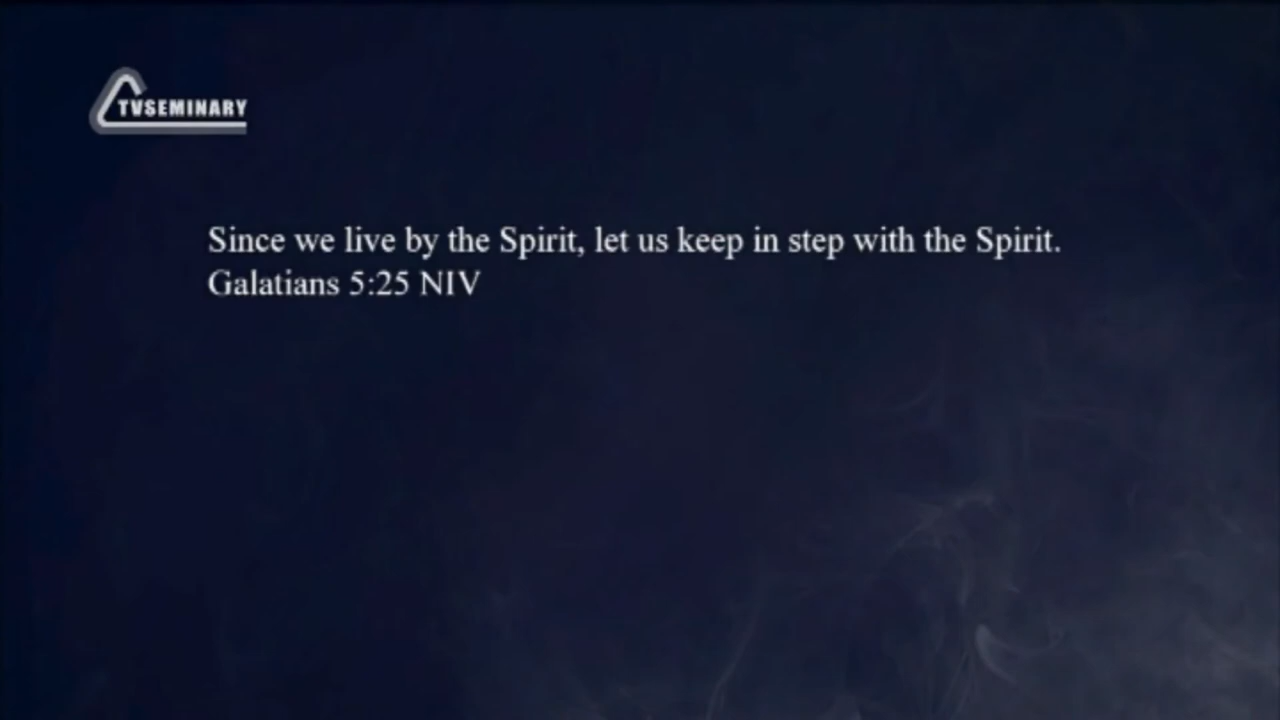 TVSEMINARY
Since we live by the Spirit, let us keep in step with the Spirit.
Galatians 5:25 NIV